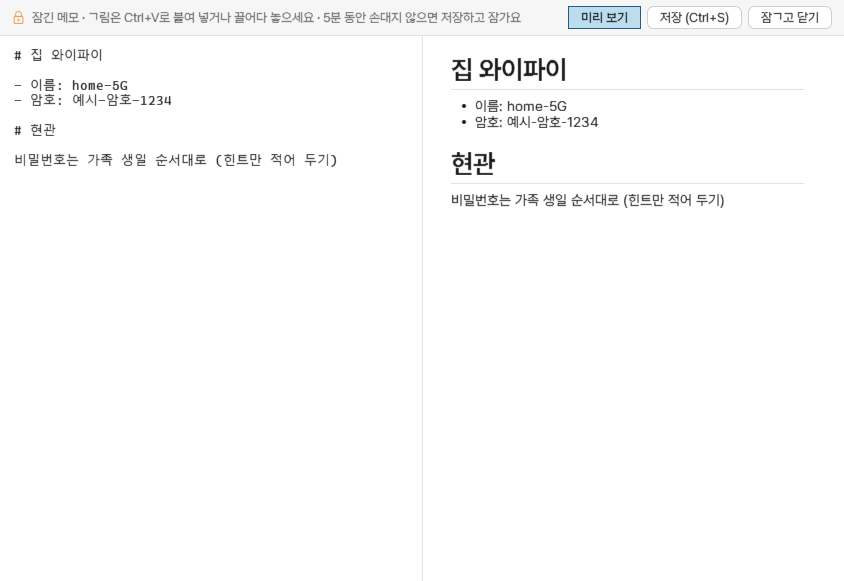 잠긴 메모 · 그림은 Ctrl+V로 붙여 넣거나 끌어다 놓으세요 · 5분 동안 손대지 않으면 저장하고 잠가요
미리 보기
저장 (Ctrl+S)
잠그고 닫기
# 집 와이파이
- 이름: home-5G
- 암호: 예시-암호-1234
# 현관
비밀번호는 가족 생일 순서대로 (힌트만 적어 두기)
집 와이파이
• 이름: home-5G
• 암호: 예시-암호-1234
현관
비밀번호는 가족 생일 순서대로 (힌트만 적어 두기)